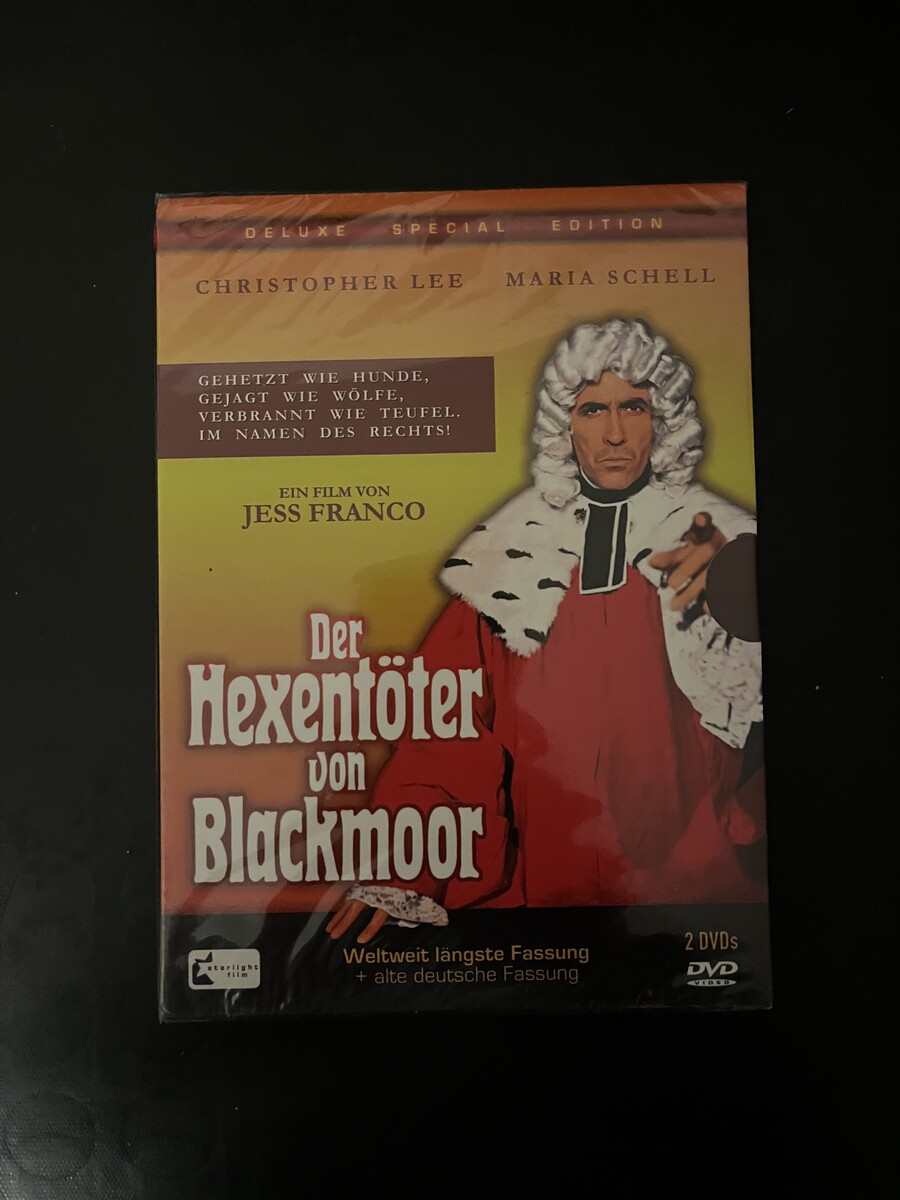 DELUXE SPECIAL EDITION
CHRISTOPHER LEE MARIA SCHELL
GEHETZT WIE HUNDE,
GEJAGT WIE WÖLFE,
VERBRANNT WIE TEUFEL.
IM NAMEN DES RECHTS!
EIN FILM VON
JESS FRANCO
Der
Hexentöter
von
Blackmoor
Weltweit längste Fassung
+ alte deutsche Fassung
starlight
film
2 DVDs
DVD
VIDEO